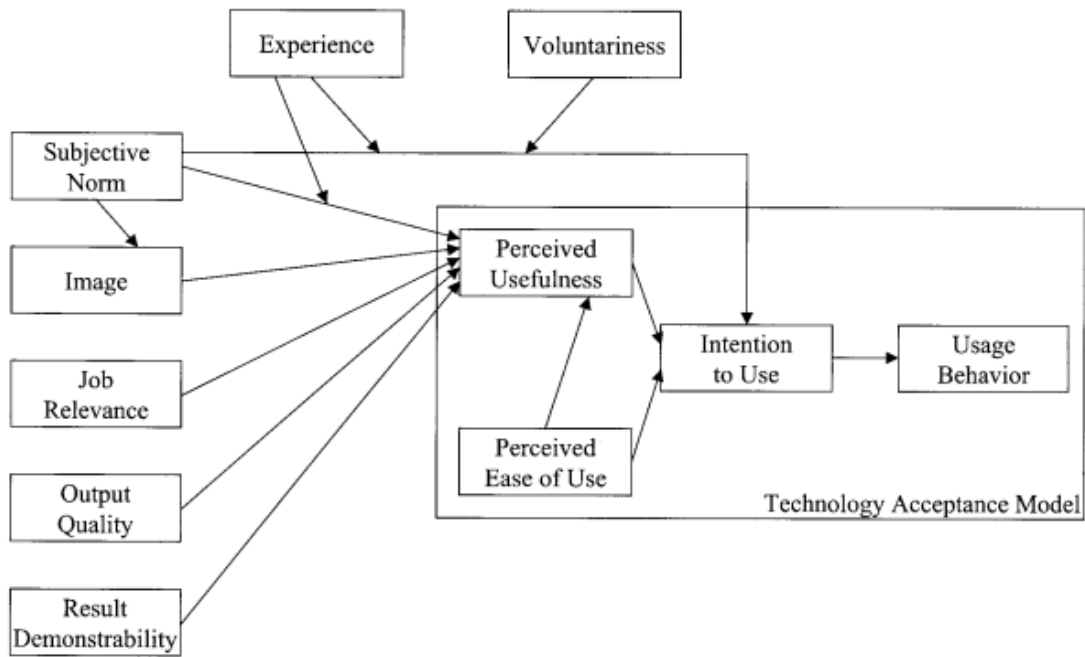 Experience
Voluntariness
Subjective
Norm
Image
Perceived
Usefulness
Job
Relevance
Intention
to Use
Usage
Behavior
Perceived
Ease of Use
Output
Quality
Technology Acceptance Model
Result
Demonstrability